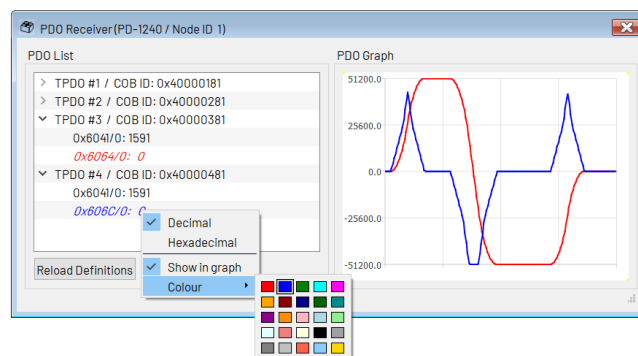 PDO Receiver(PD-1240 / Node ID 1)
PDO List
TPDO #1 / COB ID: 0x40000181
TPDO #2 / COB ID: 0x40000281
TPDO #3 / COB ID: 0x40000381
0x6041/0: 1591
0x6064/0: 0
TPDO #4 / COB ID: 0x40000481
0x6041/0: 1591
0x606C/0: 0
Decimal
Hexadecimal
Show in graph
Colour
Reload Definitions
PDO Graph
51200.0
25600.0
0.0
-25600.0
-51200.0